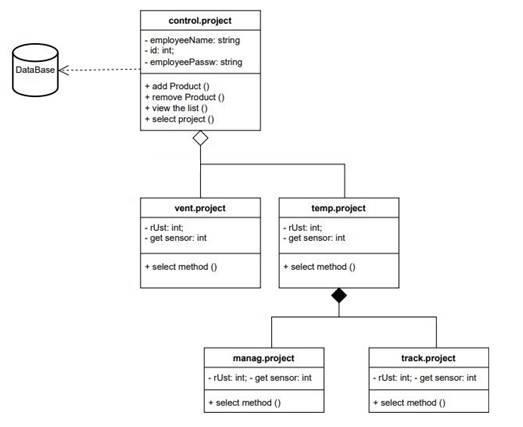 control.project
- employeeName: string
- id: int;
- employeePassw: string
+ add Product ()
+ remove Product ()
+ view the list ()
+ select project ()
DataBase
vent.project
- rUst: int;
- get sensor: int
+ select method ()
temp.project
- rUst: int;
- get sensor: int
+ select method ()
manag.project
- rUst: int; - get sensor: int
+ select method ()
track.project
- rUst: int; - get sensor: int
+ select method ()